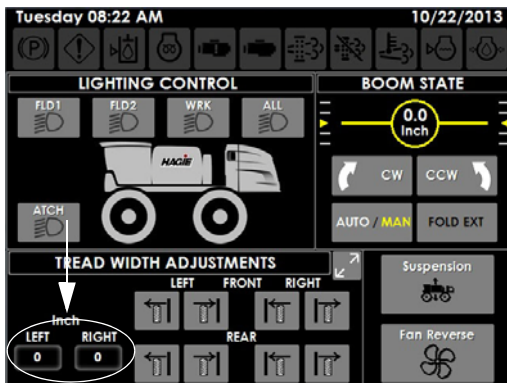 Tuesday 08:22 AM 10/22/2013
LIGHTING CONTROL
FLD1 FLD2 WRK ALL
HAGIE
ATCH
BOOM STATE
0.0
Inch
CW CCW
AUTO / MAN FOLD EXT
TREAD WIDTH ADJUSTMENTS
LEFT FRONT RIGHT
Inch
LEFT RIGHT
0 0
REAR
Suspension
Fan Reverse